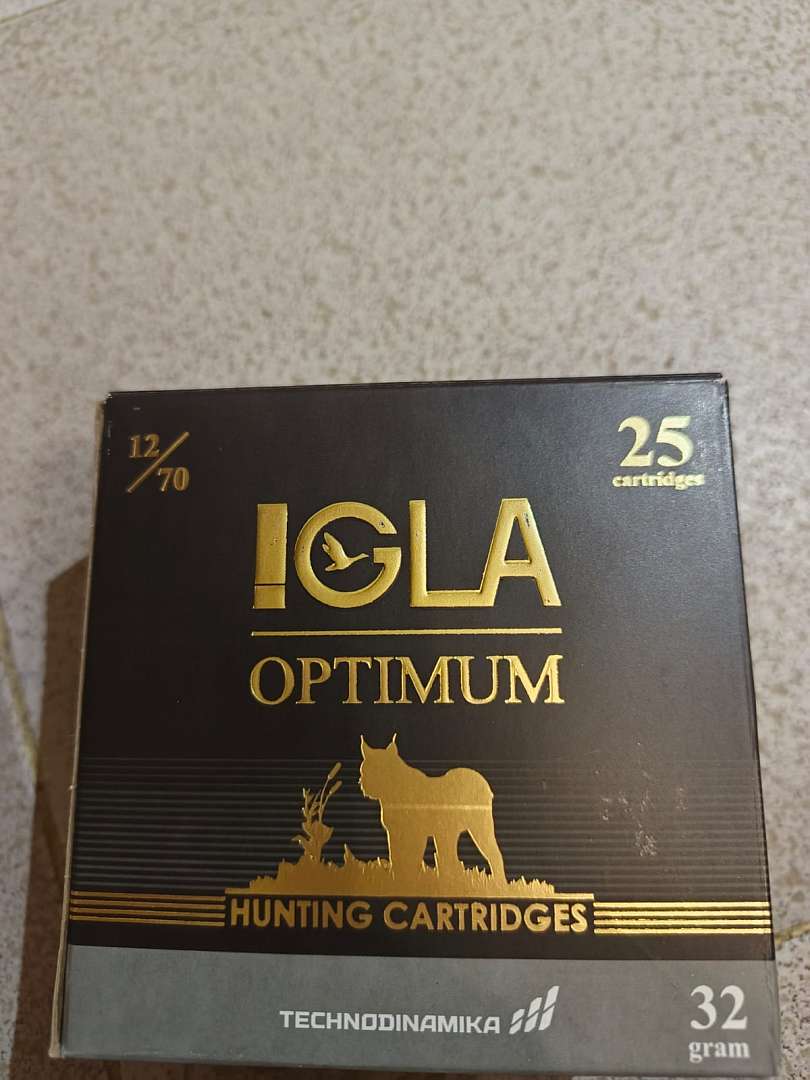 12/70
25
cartridges
IGLA
OPTIMUM
HUNTING CARTRIDGES
TECHNODINAMIKA
32
gram